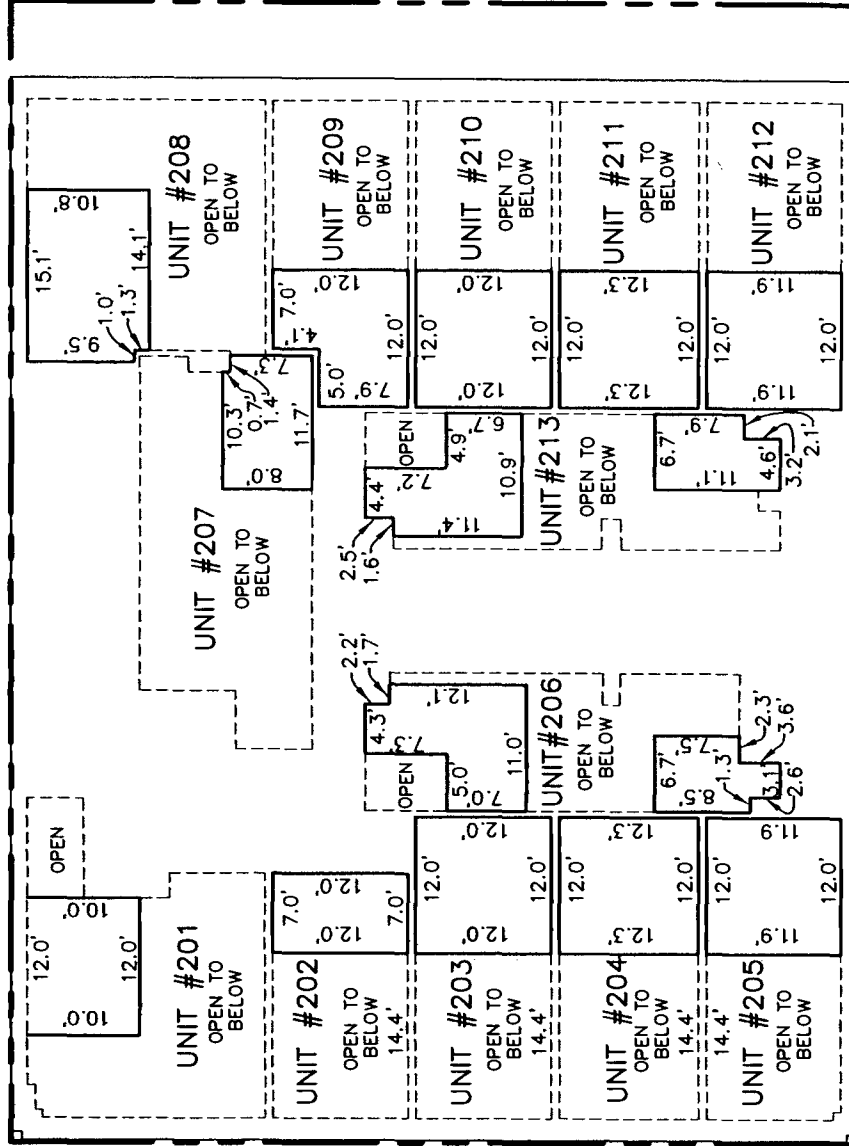 15.1'
10.8'
14.1'
1.3'
1.0'
9.5'
UNIT #208
OPEN TO
BELOW
7.3'
10.3'
0.7'
1.4'
11.7'
8.0'
UNIT #207
OPEN TO
BELOW
OPEN
12.0'
10.0'
12.0'
10.0'
UNIT #201
OPEN TO
BELOW
UNIT #209
OPEN TO
BELOW
7.0'
12.0'
4.1'
5.0'
7.9'
12.0'
7.0'
12.0'
12.0'
7.0'
UNIT #202
OPEN TO
BELOW
14.4'
UNIT #210
OPEN TO
BELOW
12.0'
12.0'
12.0'
12.0'
OPEN
4.9'
6.7'
7.2'
4.4'
10.9'
11.4'
2.5'
1.6'
UNIT #213
OPEN TO
BELOW
2.2'
1.7'
4.3'
12.1'
7.3'
OPEN
5.0'
7.0'
11.0'
UNIT #206
OPEN TO
BELOW
12.0'
12.0'
12.0'
12.0'
UNIT #203
OPEN TO
BELOW
14.4'
UNIT #211
OPEN TO
BELOW
12.3'
12.0'
12.0'
12.3'
12.3'
12.0'
12.0'
12.3'
UNIT #204
OPEN TO
BELOW
14.4'
UNIT #212
OPEN TO
BELOW
11.9'
12.0'
12.0'
11.9'
6.7'
7.9'
11.1'
4.6'
2.1'
3.2'
6.7'
7.5'
8.5'
1.3'
3.1'
2.3'
3.6'
2.6'
11.9
12.0'
12.0'
11.9'
14.4'
UNIT #205
OPEN TO
BELOW